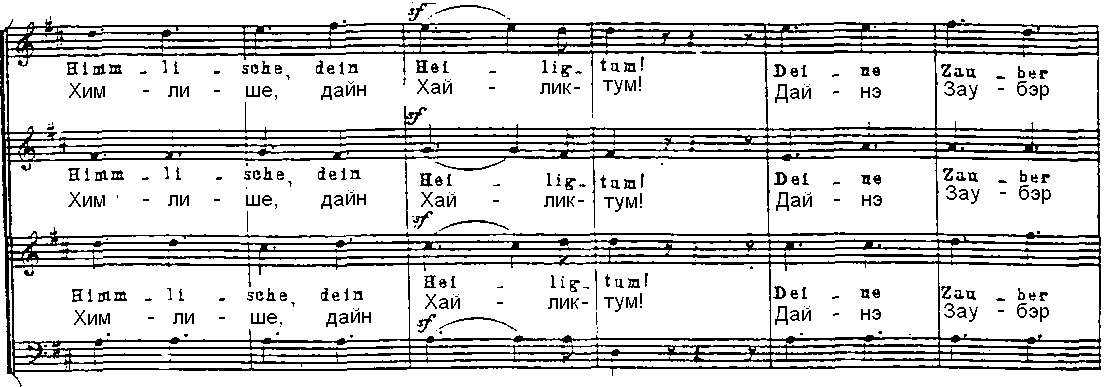 sf
Himm - li - sche, dein Hei - lig - tum! Dei - ne Zau - ber
Хим - ли - ше, дайн Хай - лик - тум! Дай - нэ Зау - бэр
sf
Himm - li - sche, dein Hei - lig - tum! Dei - ne Zau - ber
Хим - ли - ше, дайн Хай - лик - тум! Дай - нэ Зау - бэр
sf
Himm - li - sche, dein Hei - lig - tum! Dei - ne Zau - ber
Хим - ли - ше, дайн Хай - лик - тум! Дай - нэ Зау - бэр
sf